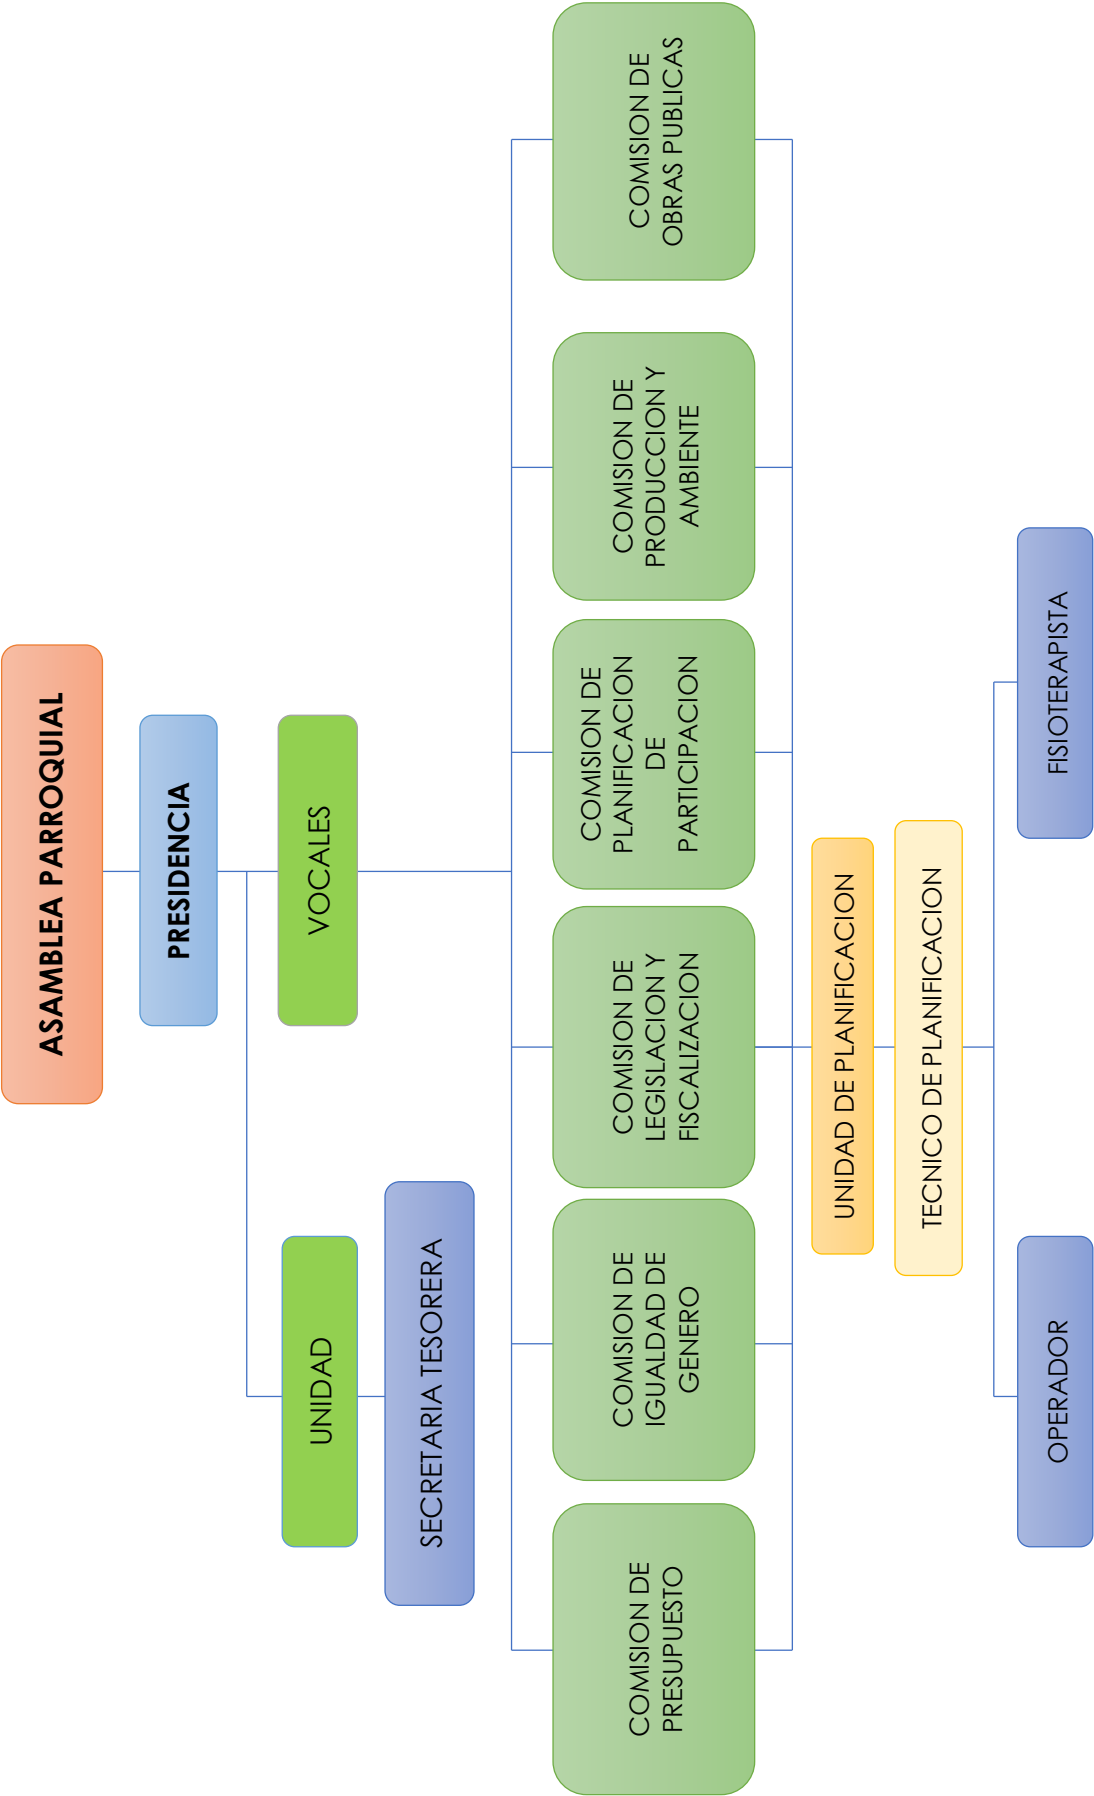 ASAMBLEA PARROQUIAL
PRESIDENCIA
UNIDAD
VOCALES
SECRETARIA TESORERA
COMISION DE
PRESUPUESTO
COMISION DE
IGUALDAD DE
GENERO
COMISION DE
LEGISLACION Y
FISCALIZACION
COMISION DE
PLANIFICACION
DE
PARTICIPACION
COMISION DE
PRODUCCION Y
AMBIENTE
COMISION DE
OBRAS PUBLICAS
UNIDAD DE PLANIFICACION
TECNICO DE PLANIFICACION
OPERADOR
FISIOTERAPISTA